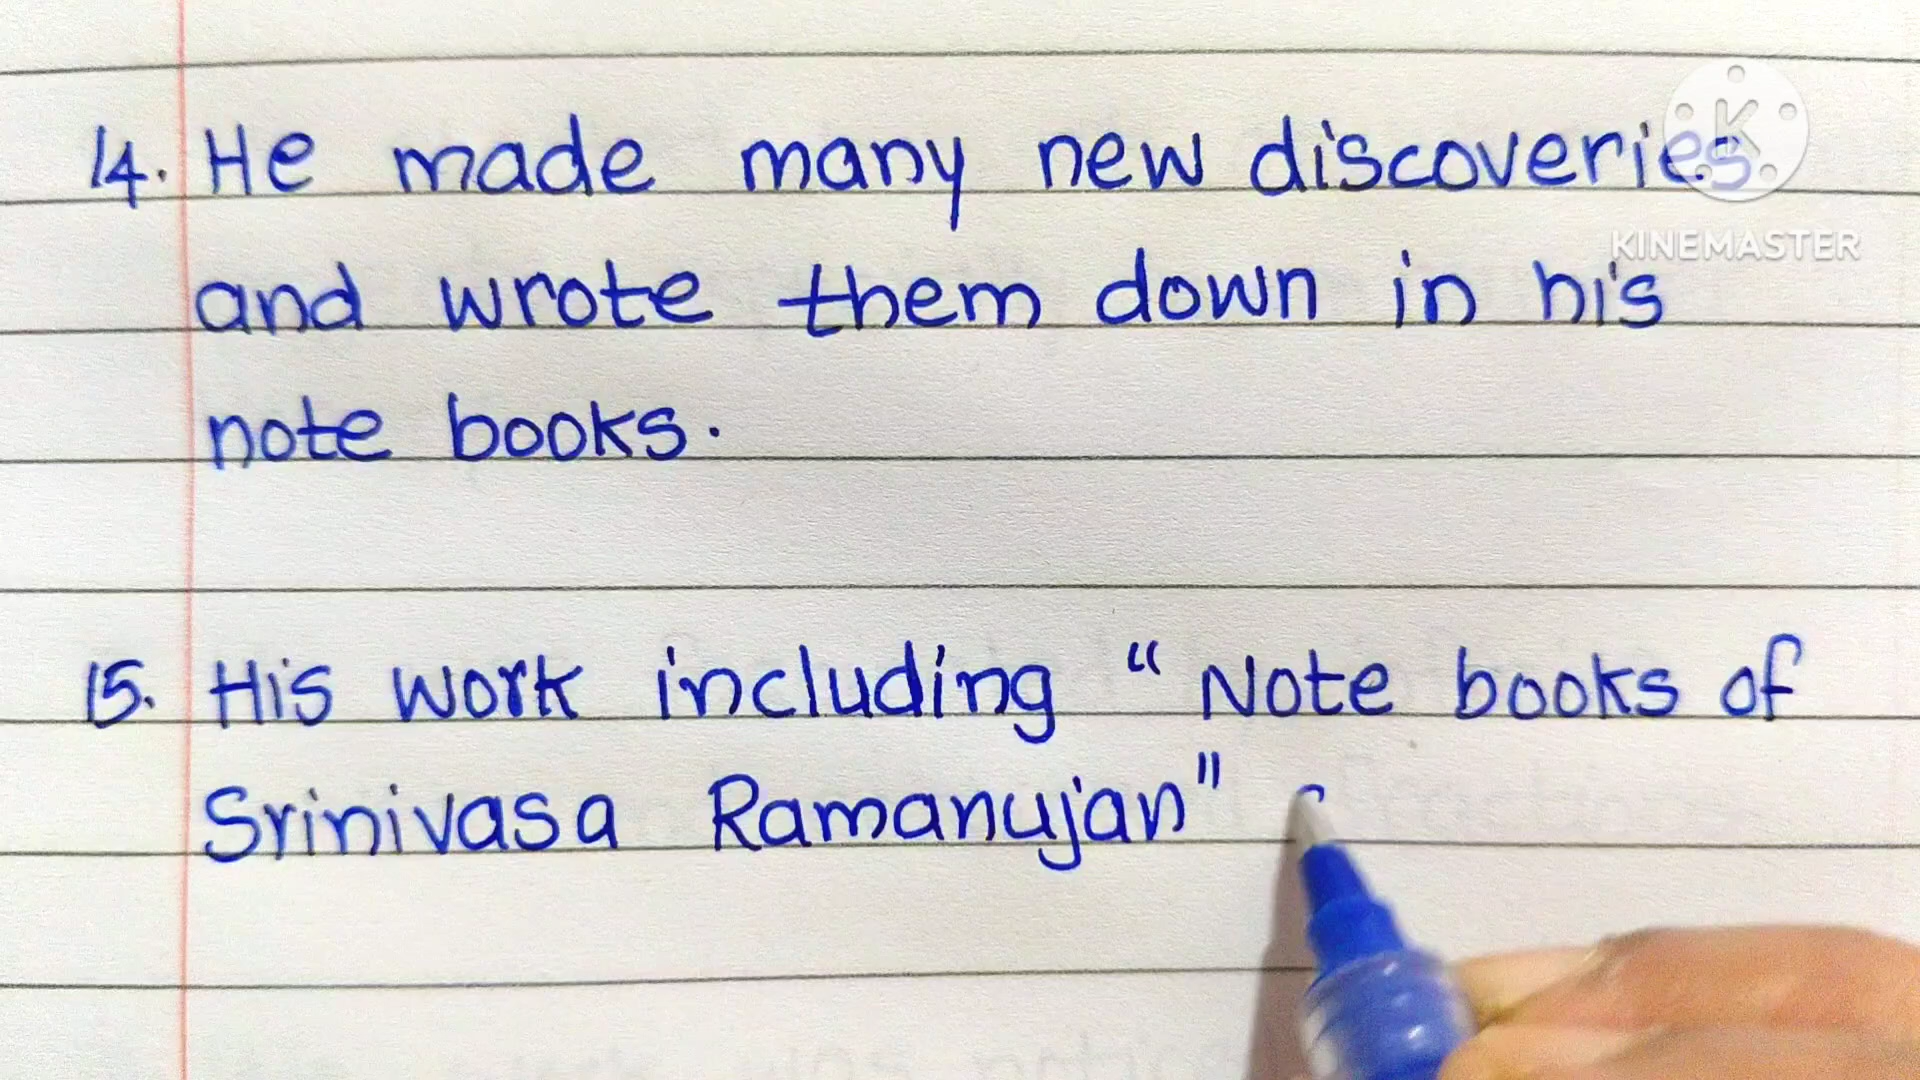 14. He made many new discoveries
KINEMASTER
and wrote them down in his
note books.
15. His work including “ Note books of
Srinivasa Ramanujan"